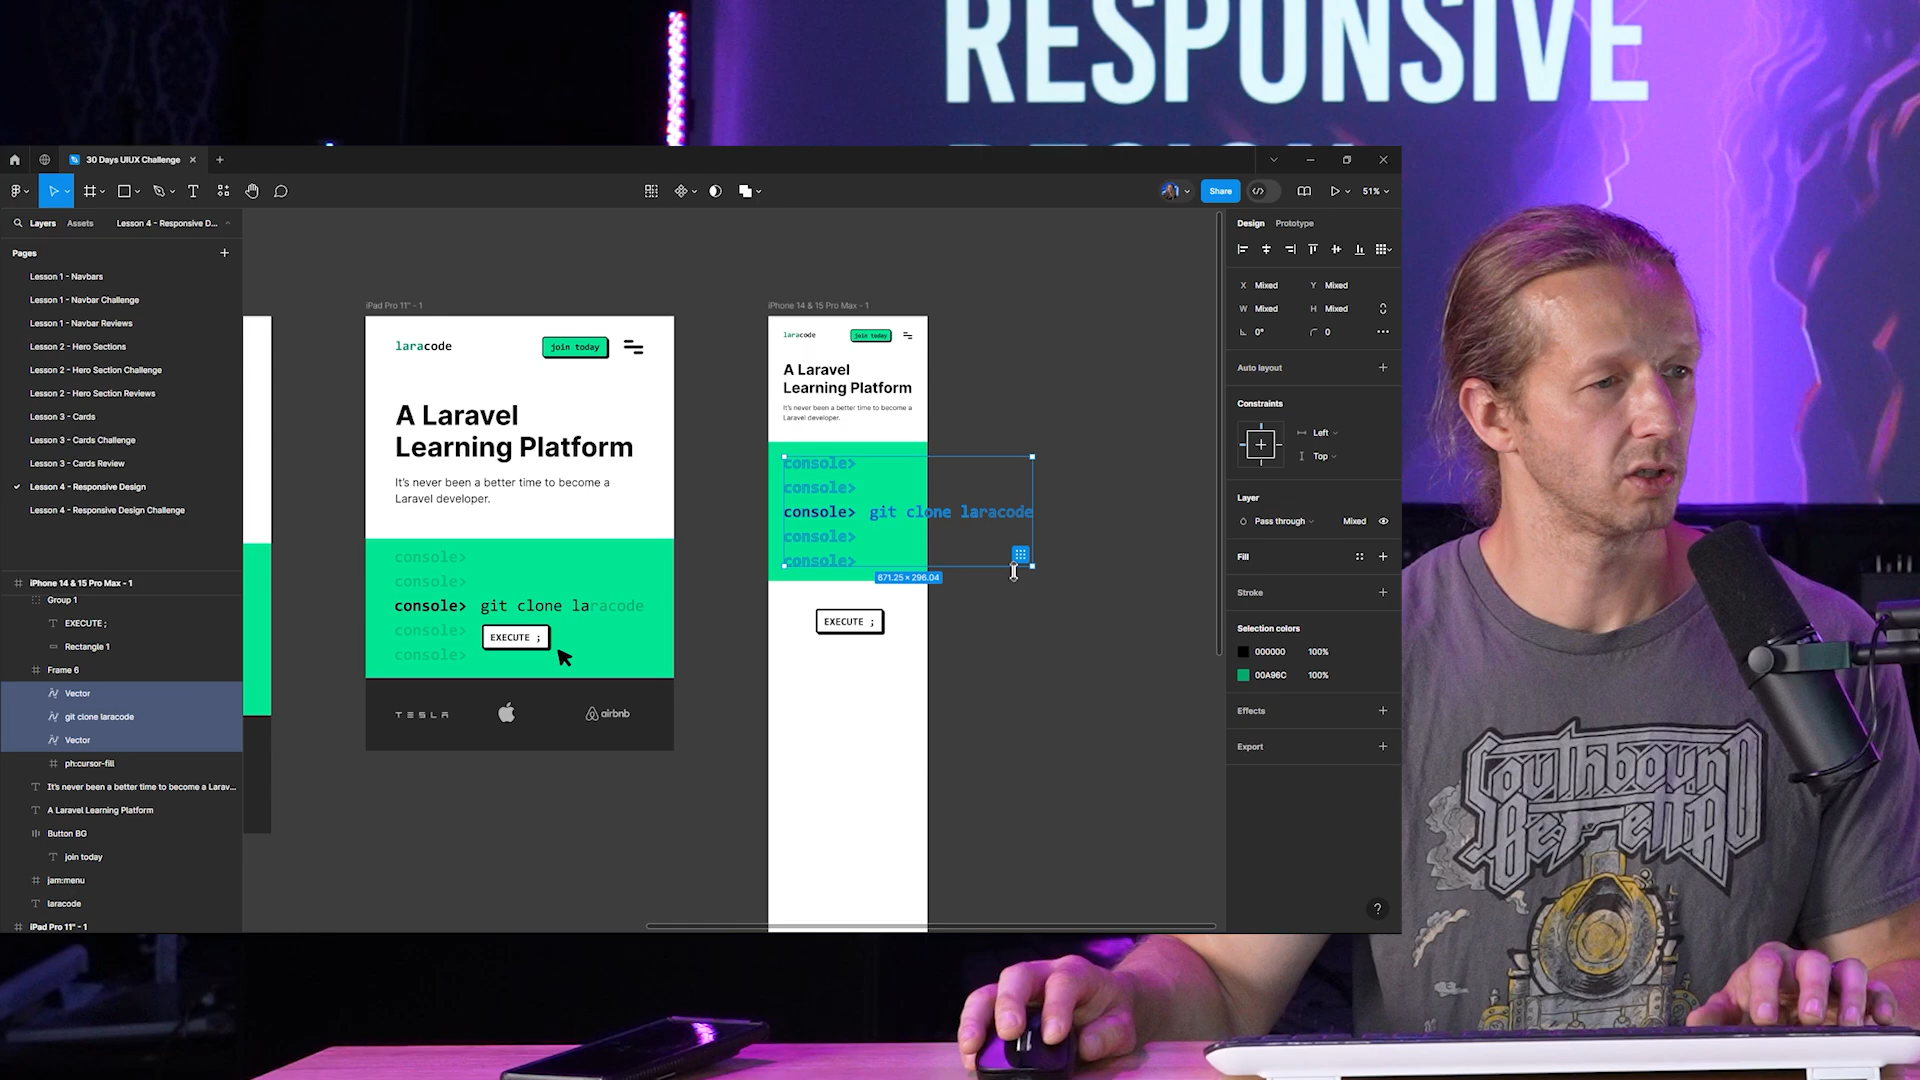 RESPONSIVE
30 Days UIUX Challenge
Share
51%
Layers
Assets
Lesson 4 - Responsive D...
Pages
Lesson 1 - Navbars
Lesson 1 - Navbar Challenge
Lesson 1 - Navbar Reviews
Lesson 2 - Hero Sections
Lesson 2 - Hero Section Challenge
Lesson 2 - Hero Section Reviews
Lesson 3 - Cards
Lesson 3 - Cards Challenge
Lesson 3 - Cards Review
Lesson 4 - Responsive Design
Lesson 4 - Responsive Design Challenge
iPhone 14 & 15 Pro Max - 1
Group 1
EXECUTE ;
Rectangle 1
Frame 6
Vector
git clone laracode
Vector
ph:cursor-fill
It's never been a better time to become a Larav...
A Laravel Learning Platform
Button BG
join today
jam:menu
laracode
iPad Pro 11" - 1
iPad Pro 11" - 1
laracode
join today
A Laravel
Learning Platform
It's never been a better time to become a
Laravel developer.
console>
console>
console> git clone laracode
console>
EXECUTE ;
console>
TESLA
airbnb
iPhone 14 & 15 Pro Max - 1
laracode
join today
A Laravel
Learning Platform
It's never been a better time to become a
Laravel developer.
console>
console>
console> git clone laracode
console>
console>
671.25 × 296.04
EXECUTE ;
Design
Prototype
X Mixed
Y Mixed
W Mixed
H Mixed
0°
0
Auto layout
Constraints
Left
Top
Layer
Pass through
Mixed
Fill
Stroke
Selection colors
000000
100%
00A96C
100%
Effects
Export
?
Southbound
Beretta